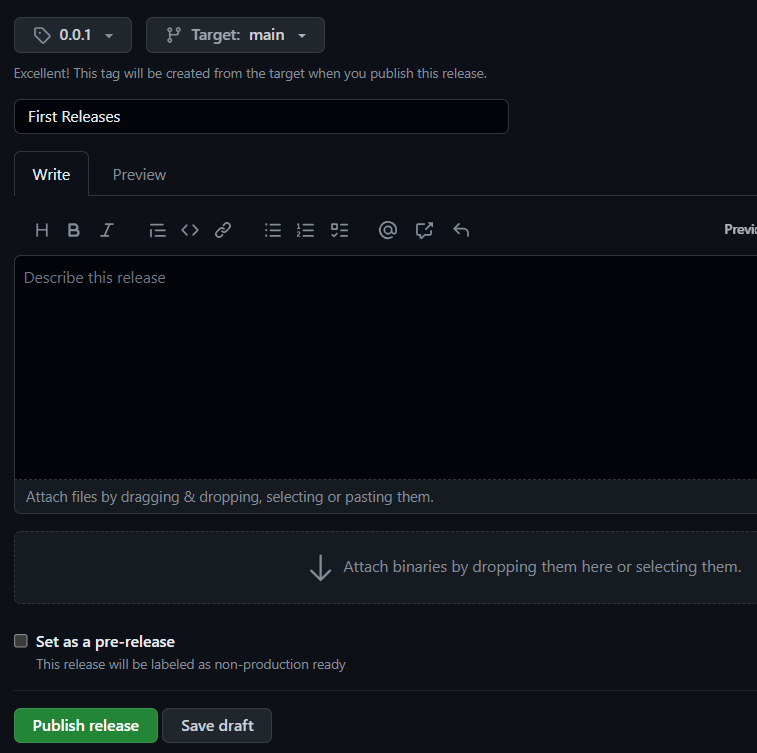 0.0.1 Target: main
Excellent! This tag will be created from the target when you publish this release.
First Releases
Write Preview
H B I
Describe this release
Attach files by dragging & dropping, selecting or pasting them.
Attach binaries by dropping them here or selecting them.
Set as a pre-release
This release will be labeled as non-production ready
Publish release Save draft